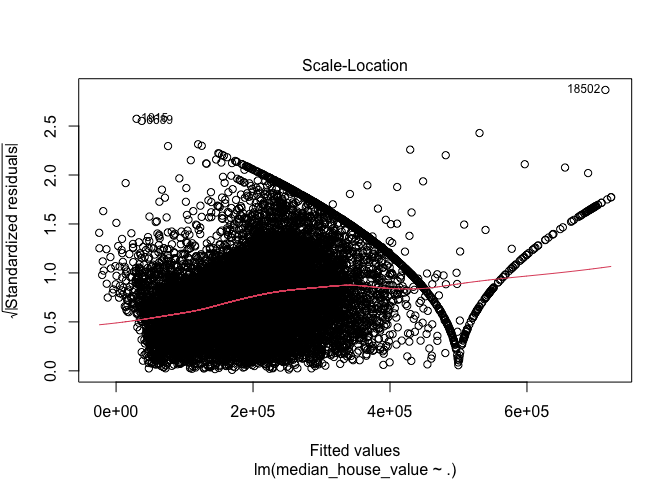 Scale-Location
18502
√|Standardized residuals|
0.0 0.5 1.0 1.5 2.0 2.5
0e+00 2e+05 4e+05 6e+05
Fitted values
lm(median_house_value ~ .)